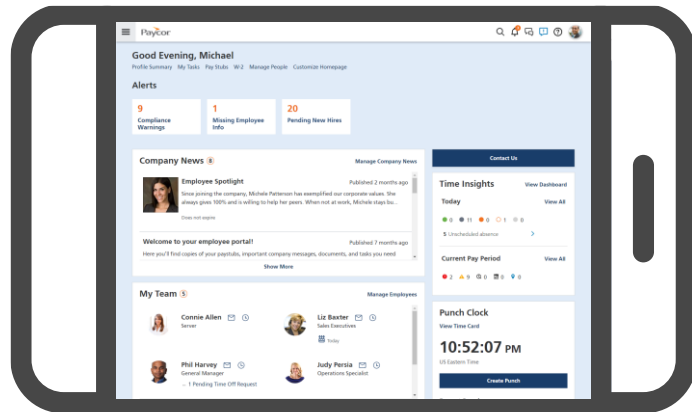 Paycor
Good Evening, Michael
Profile Summary My Tasks Pay Stubs W-2 Manage People Customize Homepage
Alerts
9
Compliance
Warnings
1
Missing Employee
Info
20
Pending New Hires
Company News 8
Manage Company News
Employee Spotlight
Published 2 months ago
Since joining the company, Michele Patterson has exemplified our corporate values. She
always gives 100% and is willing to help her peers. When not at work, Michele stays bu...
Does not expire
Welcome to your employee portal!
Published 7 months ago
Here you'll find copies of your paystubs, important company messages, documents, and tasks you need
Show More
My Team 5
Manage Employees
Connie Allen
Server
Liz Baxter
Sales Executives
Today
Phil Harvey
General Manager
... 1 Pending Time Off Request
Judy Persia
Operations Specialist
Contact Us
Time Insights
View Dashboard
Today
View All
0 11 0 1 0
5 Unscheduled absence
Current Pay Period
View All
2 9 0 0 0
Punch Clock
View Time Card
10:52:07 PM
US Eastern Time
Create Punch